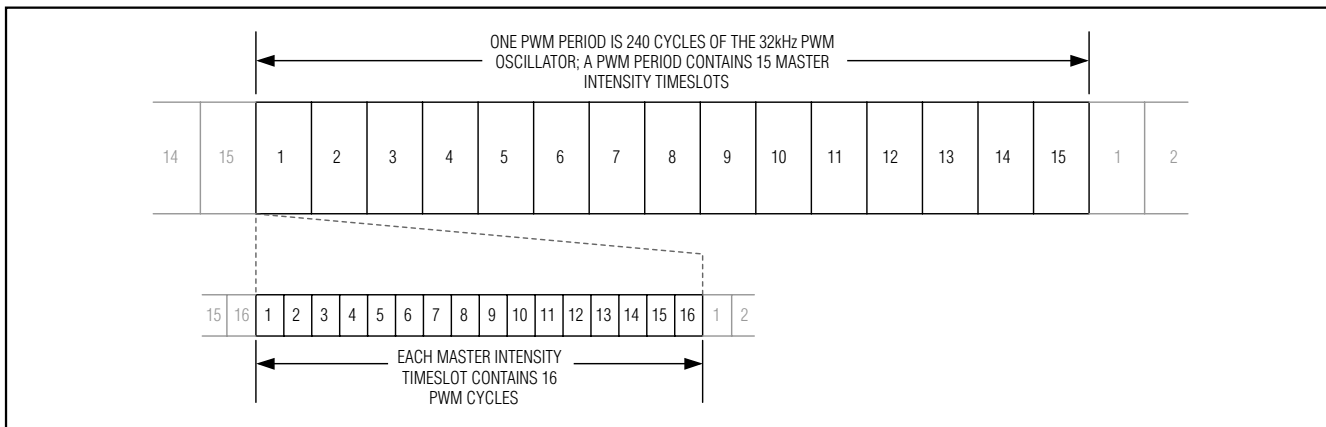 ONE PWM PERIOD IS 240 CYCLES OF THE 32kHz PWM
OSCILLATOR; A PWM PERIOD CONTAINS 15 MASTER
INTENSITY TIMESLOTS
14 15 1 2 3 4 5 6 7 8 9 10 11 12 13 14 15 1 2
15 16 1 2 3 4 5 6 7 8 9 10 11 12 13 14 15 16 1 2
EACH MASTER INTENSITY
TIMESLOT CONTAINS 16
PWM CYCLES